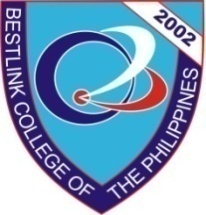 BESTLINK COLLEGE OF THE PHILIPPINES
2002